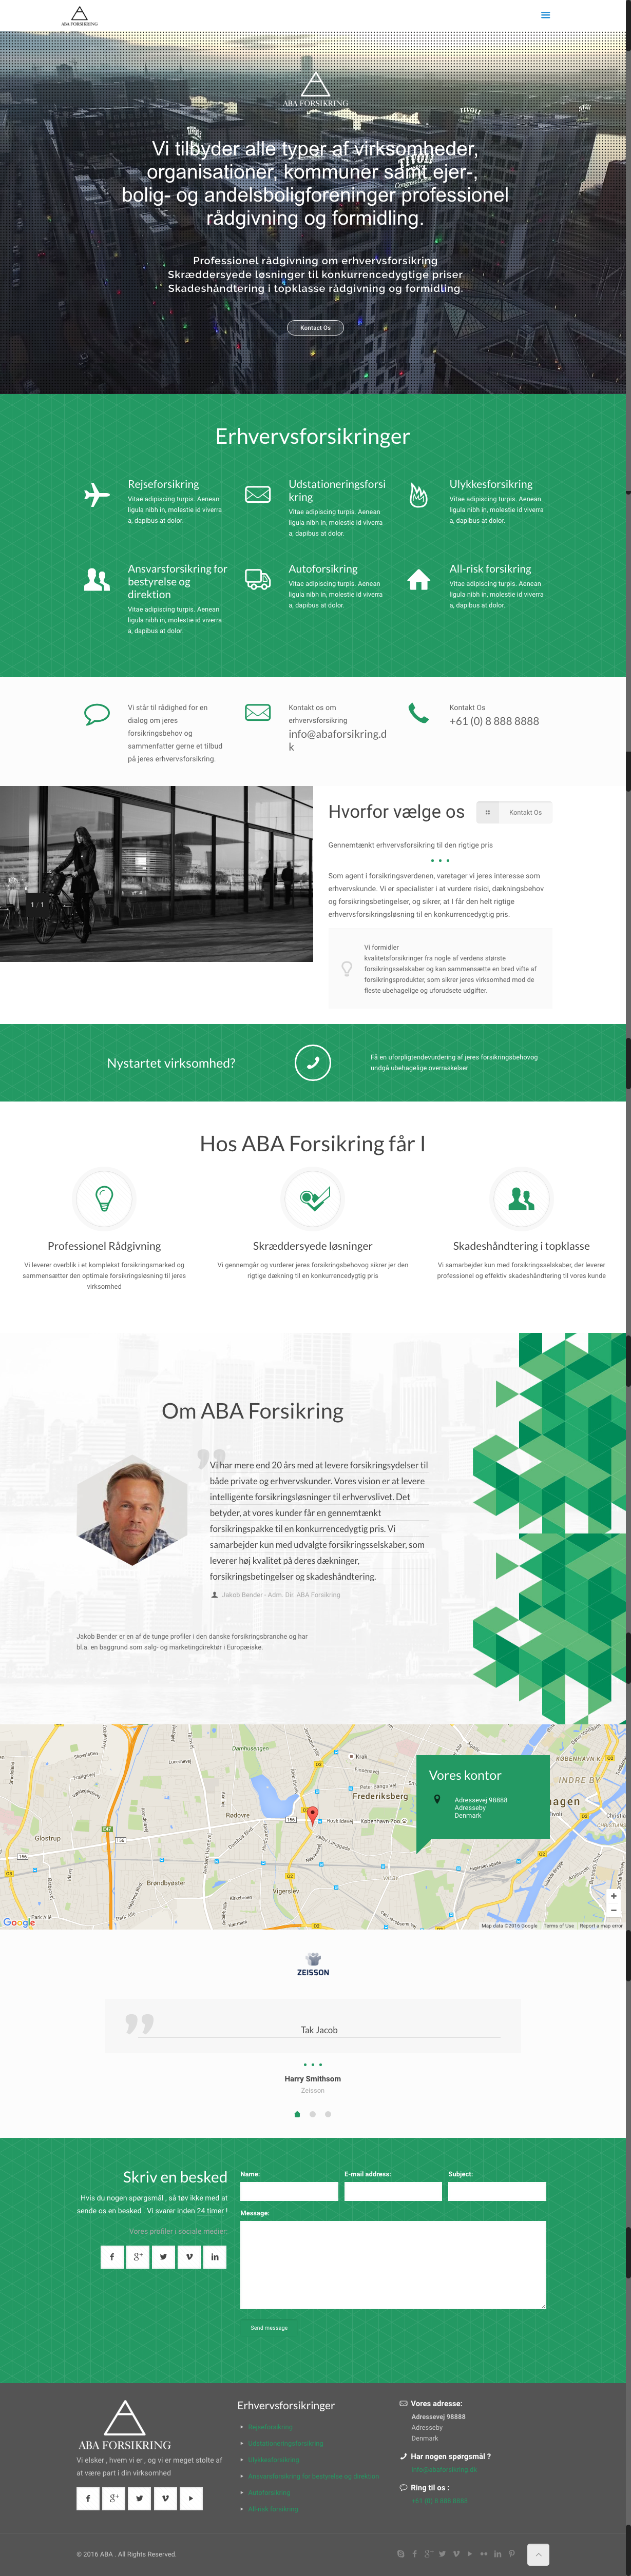 ABA FORSIKRING
ABA FORSIKRING
TIVOLI
TIVOLI
TIVOLI
Vi tilbyder alle typer af virksomheder,
organisationer, kommuner samt ejer-,
bolig- og andelsboligforeninger professionel
rådgivning og formidling.
Professionel rådgivning om erhvervsforsikring
Skræddersyede løsninger til konkurrencedygtige priser
Skadeshåndtering i topklasse rådgivning og formidling.
Kontact Os
Erhvervsforsikringer
Rejseforsikring
Vitae adipiscing turpis. Aenean
ligula nibh in, molestie id viverra
a, dapibus at dolor.
Udstationeringsforsi
kring
Vitae adipiscing turpis. Aenean
ligula nibh in, molestie id viverra
a, dapibus at dolor.
Ulykkesforsikring
Vitae adipiscing turpis. Aenean
ligula nibh in, molestie id viverra
a, dapibus at dolor.
Ansvarsforsikring for
bestyrelse og
direktion
Vitae adipiscing turpis. Aenean
ligula nibh in, molestie id viverra
a, dapibus at dolor.
Autoforsikring
Vitae adipiscing turpis. Aenean
ligula nibh in, molestie id viverra
a, dapibus at dolor.
All-risk forsikring
Vitae adipiscing turpis. Aenean
ligula nibh in, molestie id viverra
a, dapibus at dolor.
Vi står til rådighed for en
dialog om jeres
forsikringsbehov og
sammenfatter gerne et tilbud
på jeres erhvervsforsikring.
Kontakt os om
erhvervsforsikring
info@abaforsikring.d
k
Kontakt Os
+61 (0) 8 888 8888
1 / 1
Hvorfor vælge os
Kontakt Os
Gennemtænkt erhvervsforsikring til den rigtige pris
Som agent i forsikringsverdenen, varetager vi jeres interesse som
erhvervskunde. Vi er specialister i at vurdere risici, dækningsbehov
og forsikringsbetingelser, og sikrer, at I får den helt rigtige
erhvervsforsikringsløsning til en konkurrencedygtig pris.
Vi formidler
kvalitetsforsikringer fra nogle af verdens største
forsikringsselskaber og kan sammensætte en bred vifte af
forsikringsprodukter, som sikrer jeres virksomhed mod de
fleste ubehagelige og uforudsete udgifter.
Nystartet virksomhed?
Få en uforpligtendevurdering af jeres forsikringsbehovog
undgå ubehagelige overraskelser
Hos ABA Forsikring får I
Professionel Rådgivning
Vi leverer overblik i et komplekst forsikringsmarked og
sammensætter den optimale forsikringsløsning til jeres
virksomhed
Skræddersyede løsninger
Vi gennemgår og vurderer jeres forsikringsbehovog sikrer jer den
rigtige dækning til en konkurrencedygtig pris
Skadeshåndtering i topklasse
Vi samarbejder kun med forsikringsselskaber, der leverer
professionel og effektiv skadeshåndtering til vores kunde
Om ABA Forsikring
Vi har mere end 20 års med at levere forsikringsydelser til
både private og erhvervskunder. Vores vision er at levere
intelligente forsikringsløsninger til erhvervslivet. Det
betyder, at vores kunder får en gennemtænkt
forsikringspakke til en konkurrencedygtig pris. Vi
samarbejder kun med udvalgte forsikringsselskaber, som
leverer høj kvalitet på deres dækninger,
forsikringsbetingelser og skadeshåndtering.
Jakob Bender - Adm. Dir. ABA Forsikring
Jakob Bender er en af de tunge profiler i den danske forsikringsbranche og har
bl.a. en baggrund som salg- og marketingdirektør i Europæiske.
Damhussøen
Krak
Peter Bangs Vej
Frederiksberg
Rødovre
Roskildevej
København Zoo
Glostrup
Valby Langgade
VALBY
Brøndbyøster
Vigerslev
Park Alle
INDRE BY
Vores kontor
Adressevej 98888
Adresseby
Denmark
Google
Map data ©2016 Google
Terms of Use
Report a map error
ZEISSON
Tak Jacob
Harry Smithsom
Zeisson
Skriv en besked
Hvis du nogen spørgsmål , så tøv ikke med at
sende os en besked . Vi svarer inden 24 timer !
Vores profiler i sociale medier:
Name:
E-mail address:
Subject:
Message:
Send message
ABA FORSIKRING
Vi elsker , hvem vi er , og vi er meget stolte af
at være part i din virksomhed
Erhvervsforsikringer
Rejseforsikring
Udstationeringsforsikring
Ulykkesforsikring
Ansvarsforsikring for bestyrelse og direktion
Autoforsikring
All-risk forsikring
Vores adresse:
Adressevej 98888
Adresseby
Denmark
Har nogen spørgsmål ?
info@abaforsikring.dk
Ring til os :
+61 (0) 8 888 8888
© 2016 ABA . All Rights Reserved.